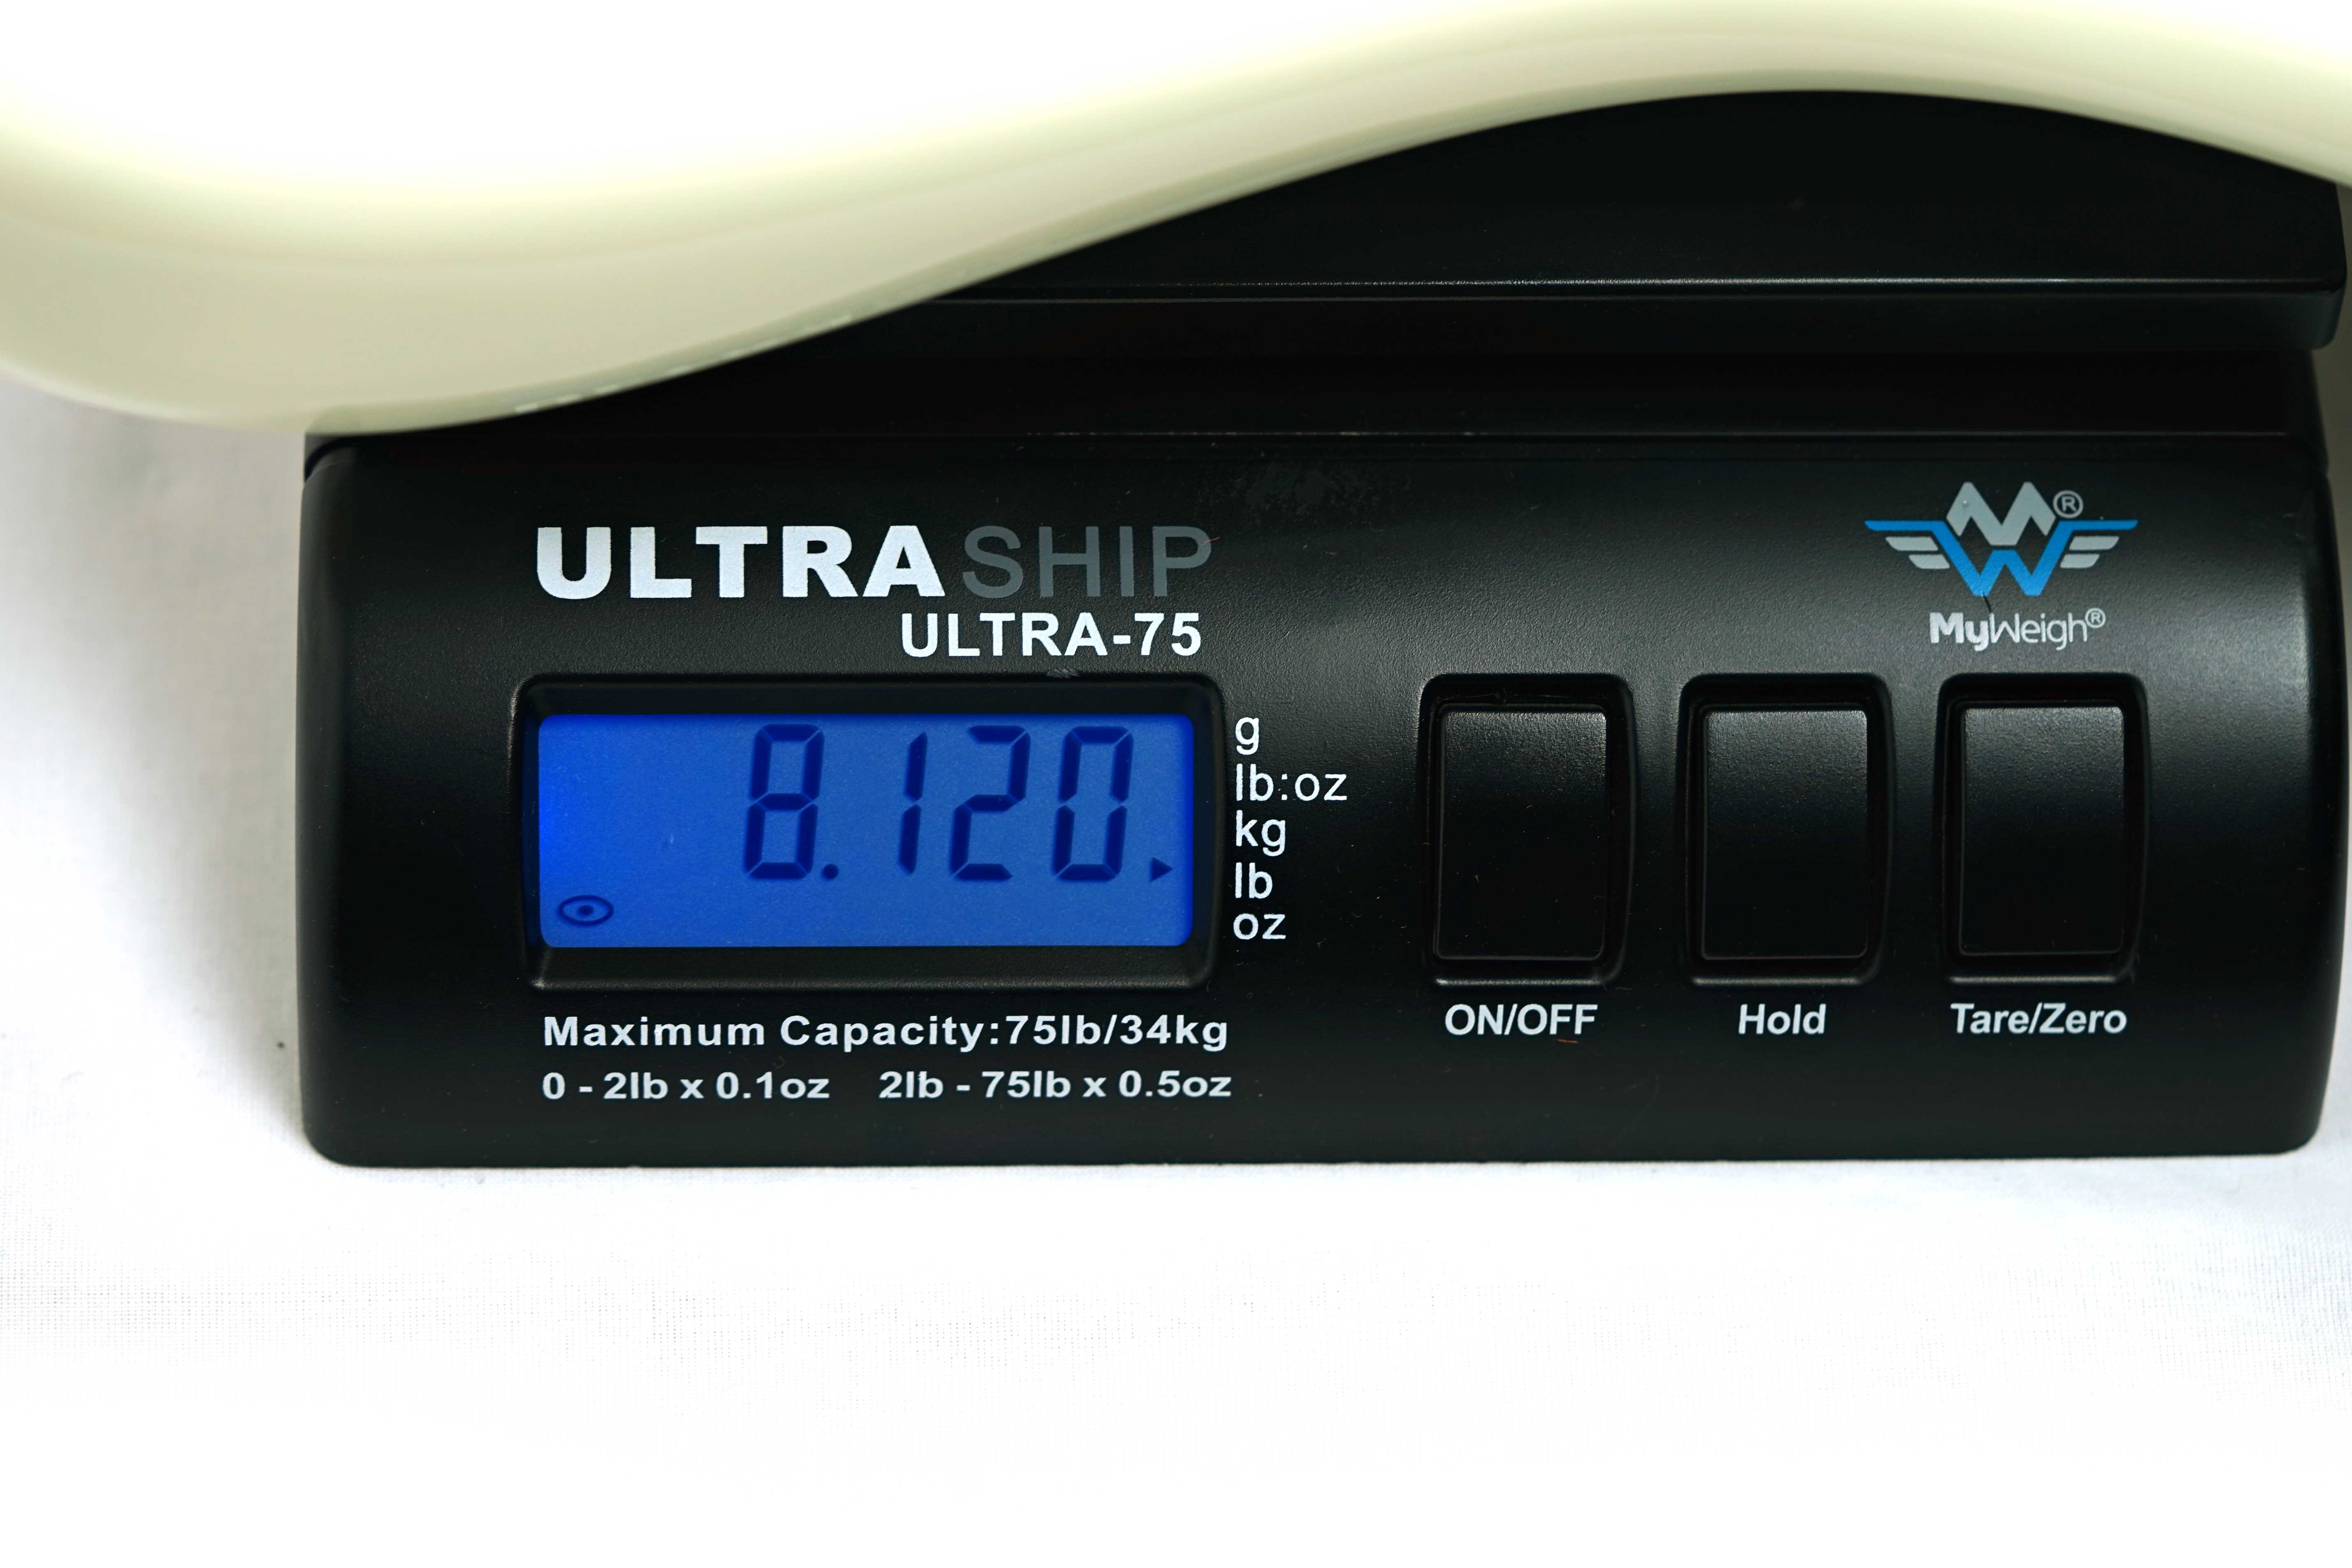 ULTRA SHIP
ULTRA-75
MW®
MyWeigh®
8.120.
g
lb:oz
kg
lb
oz
Maximum Capacity:75lb/34kg
0 - 2lb x 0.1oz 2lb - 75lb x 0.5oz
ON/OFF
Hold
Tare/Zero